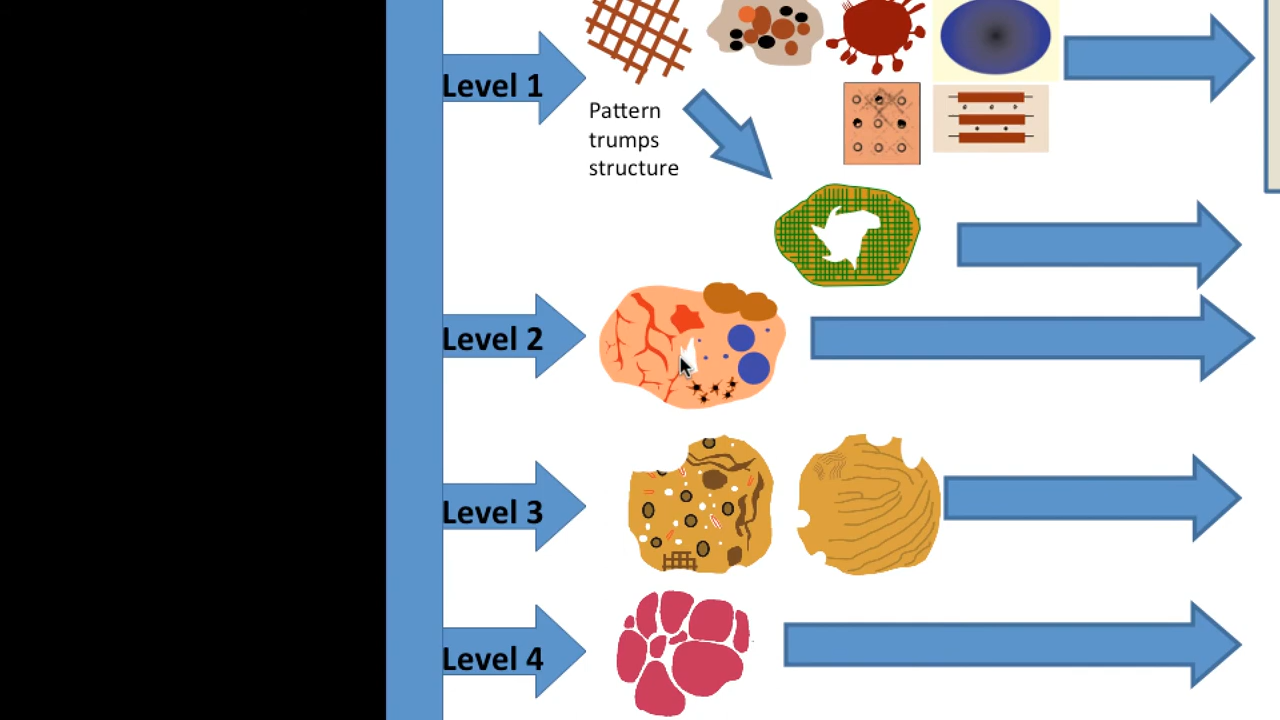 Level 1
Pattern
trumps
structure
Level 2
Level 3
Level 4